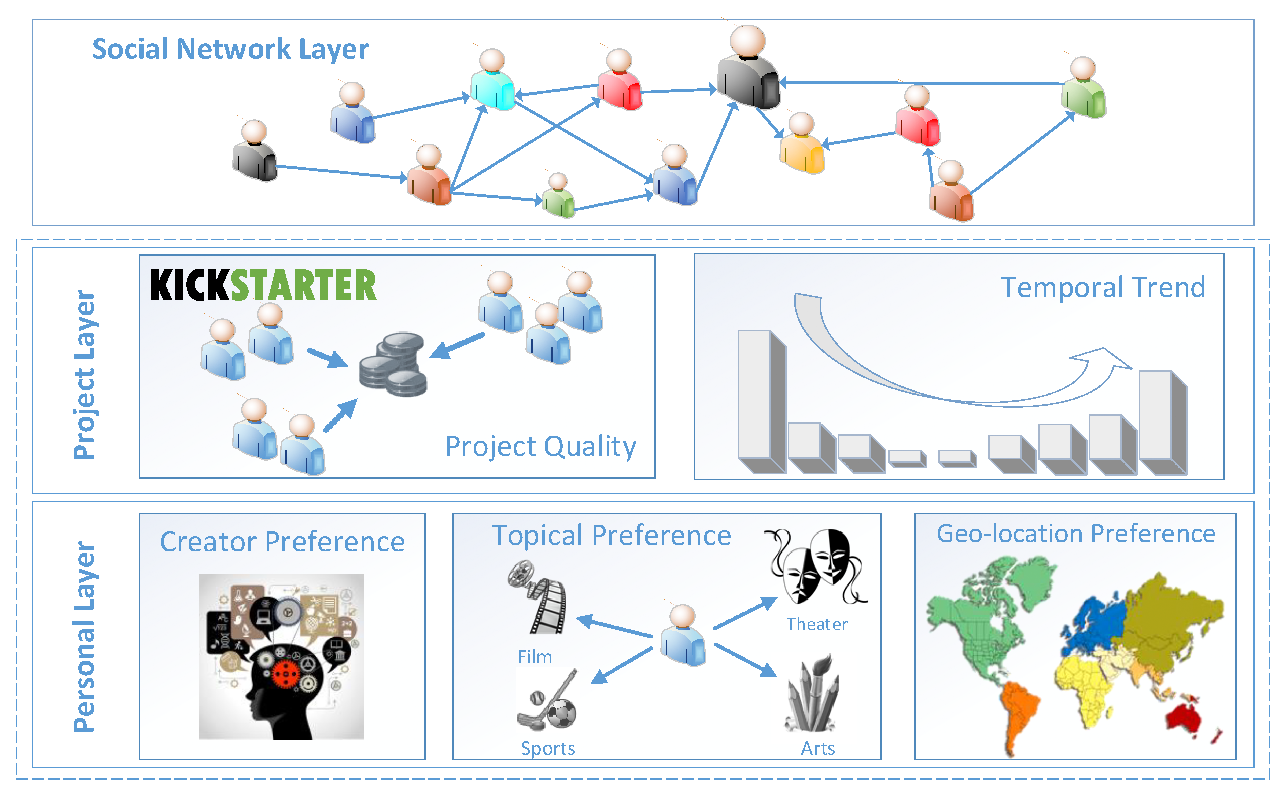 Social Network Layer
Project Layer
KICKSTARTER
Project Quality
Temporal Trend
Personal Layer
Creator Preference
Topical Preference
Film
Theater
Sports
Arts
Geo-location Preference